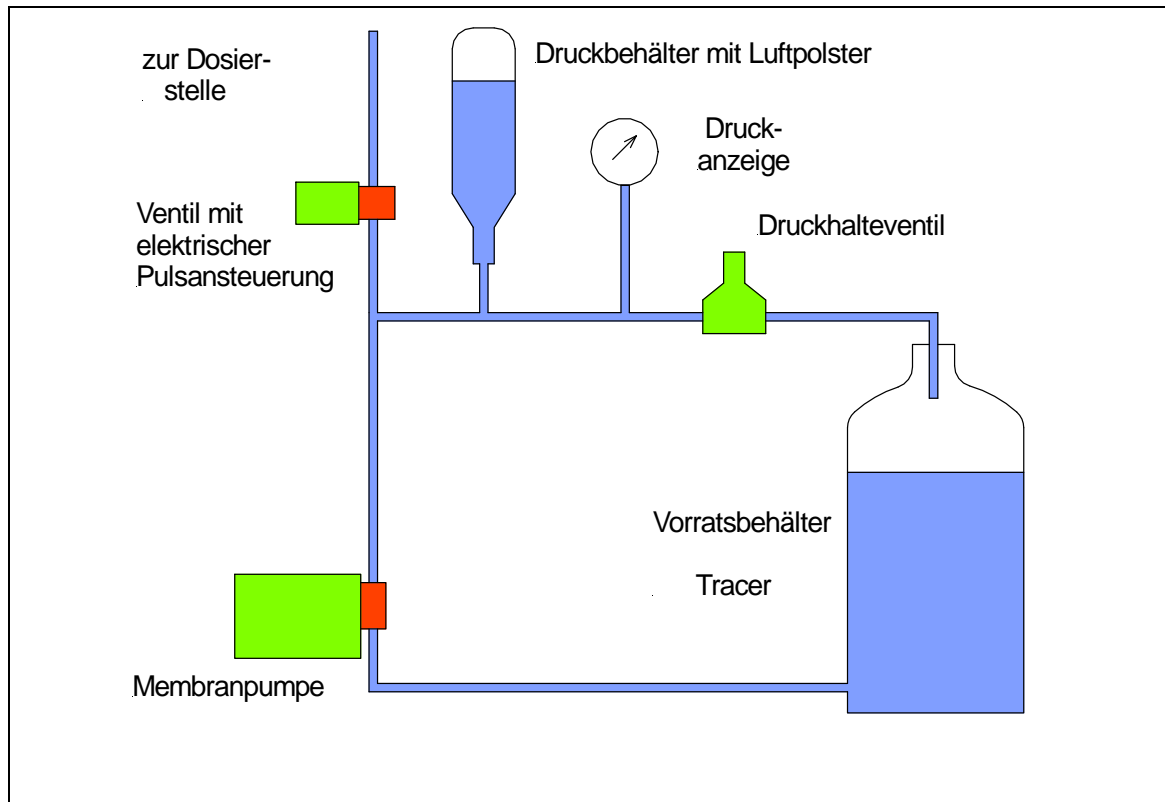 zur Dosier-
stelle
Druckbehälter mit Luftpolster
Druck-
anzeige
Ventil mit
elektrischer
Pulsansteuerung
Druckhalteventil
Vorratsbehälter
Tracer
Membranpumpe